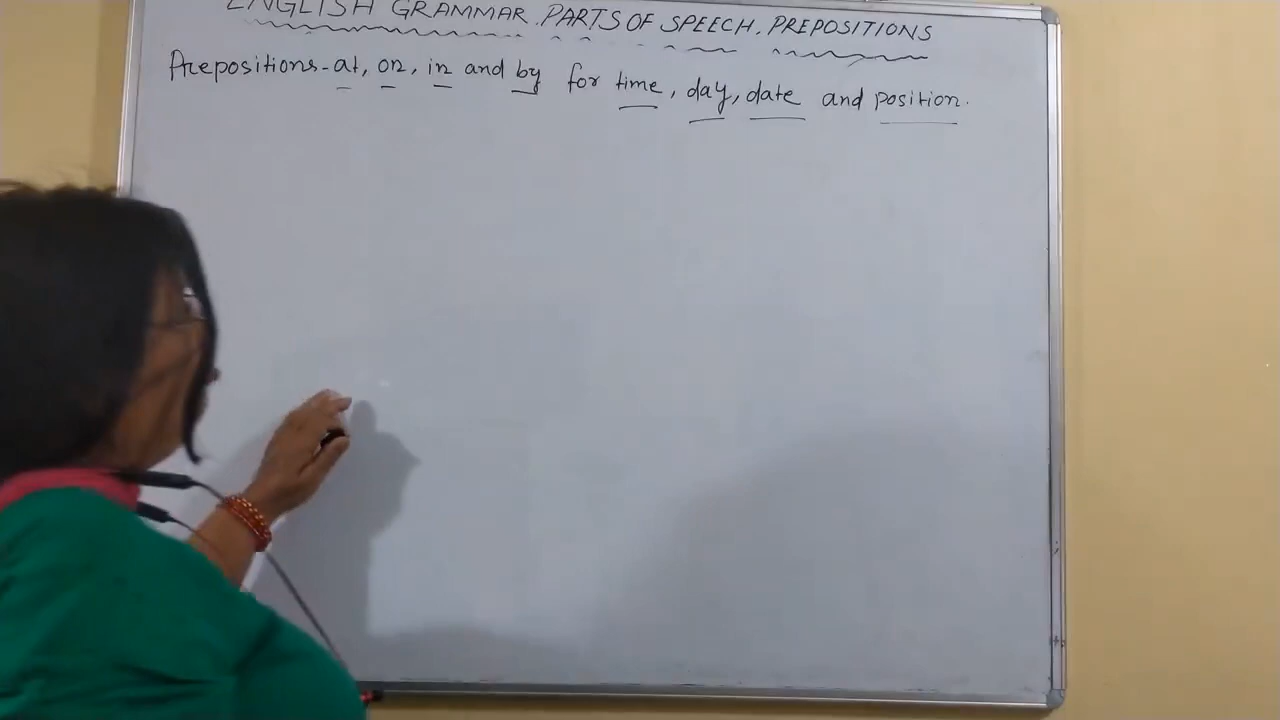 ENGLISH GRAMMAR. PARTS OF SPEECH. PREPOSITIONS
Prepositions-at, on, in and by for time, day, date and position.